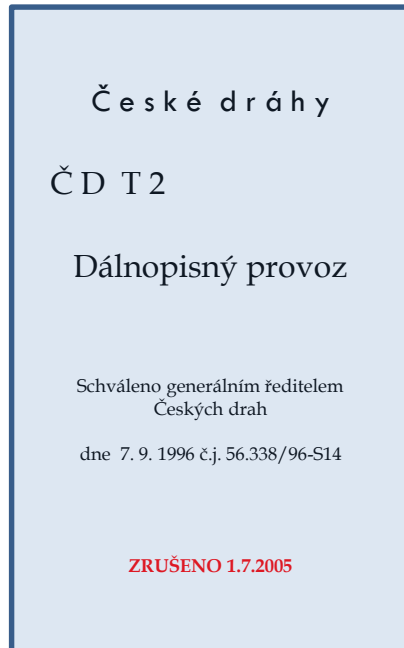 České dráhy
ČD T2
Dálnopisný provoz
Schváleno generálním ředitelem
Českých drah
dne 7. 9. 1996 č.j. 56.338/96-S14
ZRUŠENO 1.7.2005